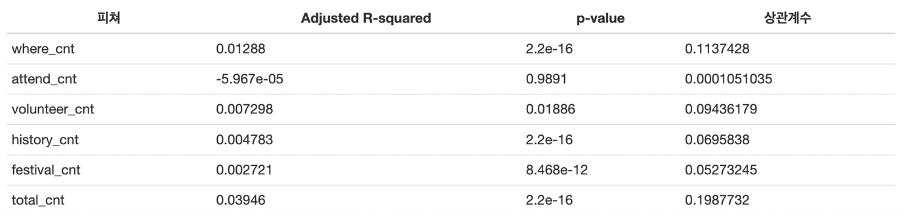 피쳐 Adjusted R-squared p-value 상관계수
where_cnt 0.01288 2.2e-16 0.1137428
attend_cnt -5.967e-05 0.9891 0.0001051035
volunteer_cnt 0.007298 0.01886 0.09436179
history_cnt 0.004783 2.2e-16 0.0695838
festival_cnt 0.002721 8.468e-12 0.05273245
total_cnt 0.03946 2.2e-16 0.1987732